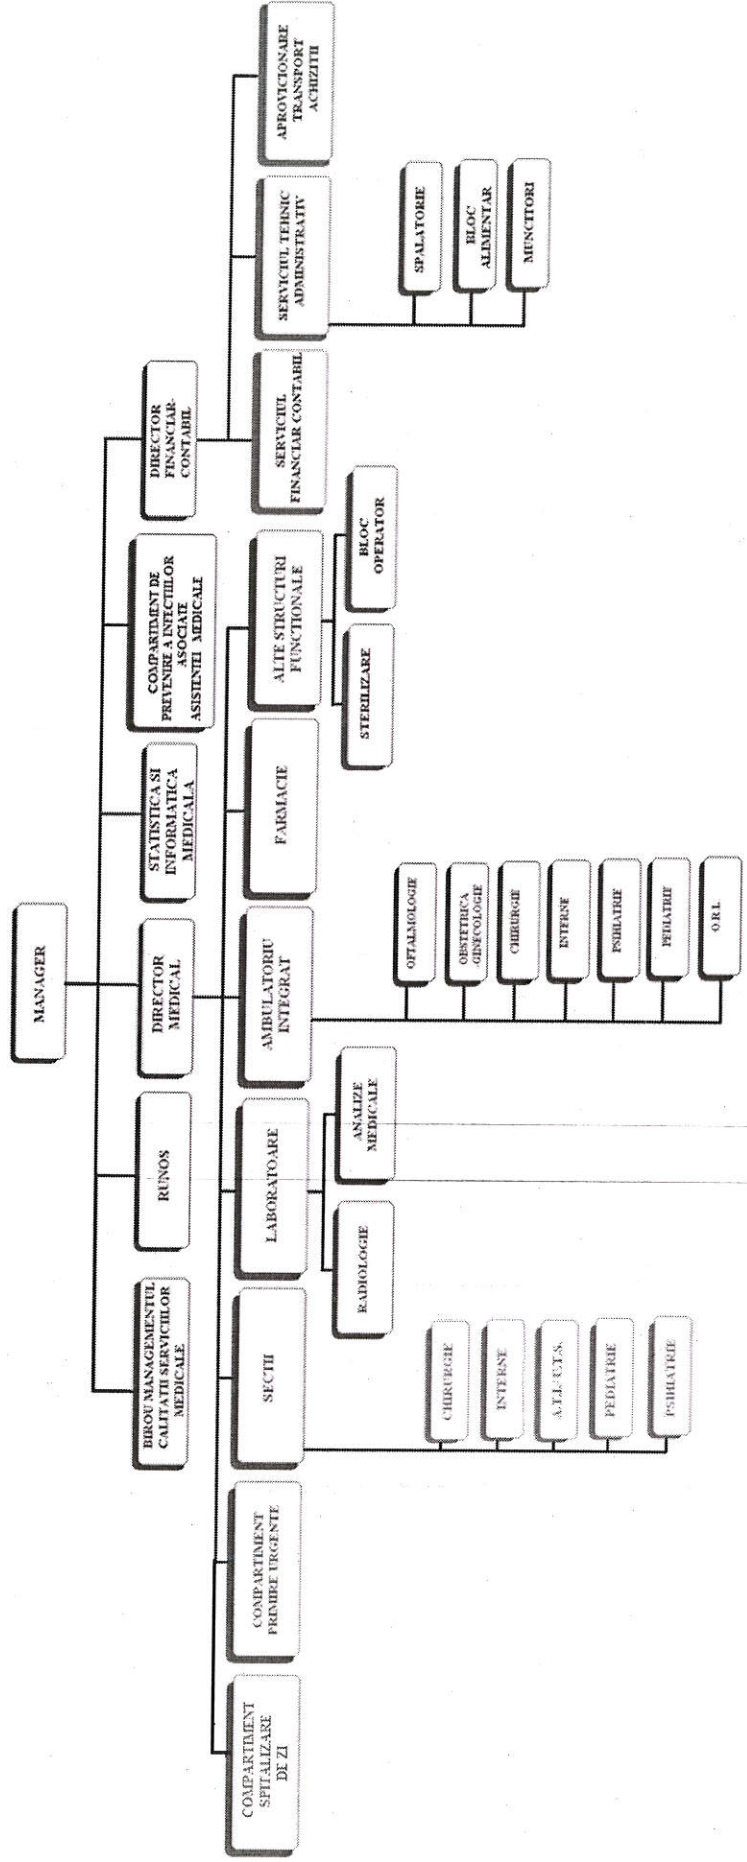 MANAGER
BIROU MANAGEMENTUL
CALITATII SERVICIILOR
MEDICALE
RUNOS
DIRECTOR
MEDICAL
STATISTICA SI
INFORMATICA
MEDICALA
COMPARTIMENT DE
PREVENIRE A INFECTIILOR
ASOCIATE
ASISTENTEI MEDICALE
DIRECTOR
FINANCIAR-
CONTABIL
COMPARTIMENT
SPITALIZARE
DE ZI
COMPARTIMENT
PRIMIRE URGENTE
SECTII
LABORATOARE
AMBULATORIU
INTEGRAT
FARMACIE
ALTE STRUCTURI
FUNCTIONALE
SERVICIUL
FINANCIAR CONTABIL
SERVICIUL TEHNIC
ADMINISTRATIV
APROVICIONARE
TRANSPORT
ACHIZITII
CHIRURGIE
INTERNE
A.T.I./ U.T.S.
PEDIATRIE
PSIHIATRIE
RADIOLOGIE
ANALIZE
MEDICALE
OFTALMOLOGIE
OBSTETRICA
-GINECOLOGIE
CHIRURGIE
INTERNE
PSIHIATRIE
PEDIATRIE
O R L
STERILIZARE
BLOC
OPERATOR
SPALATORIE
BLOC
ALIMENTAR
MUNCITORI